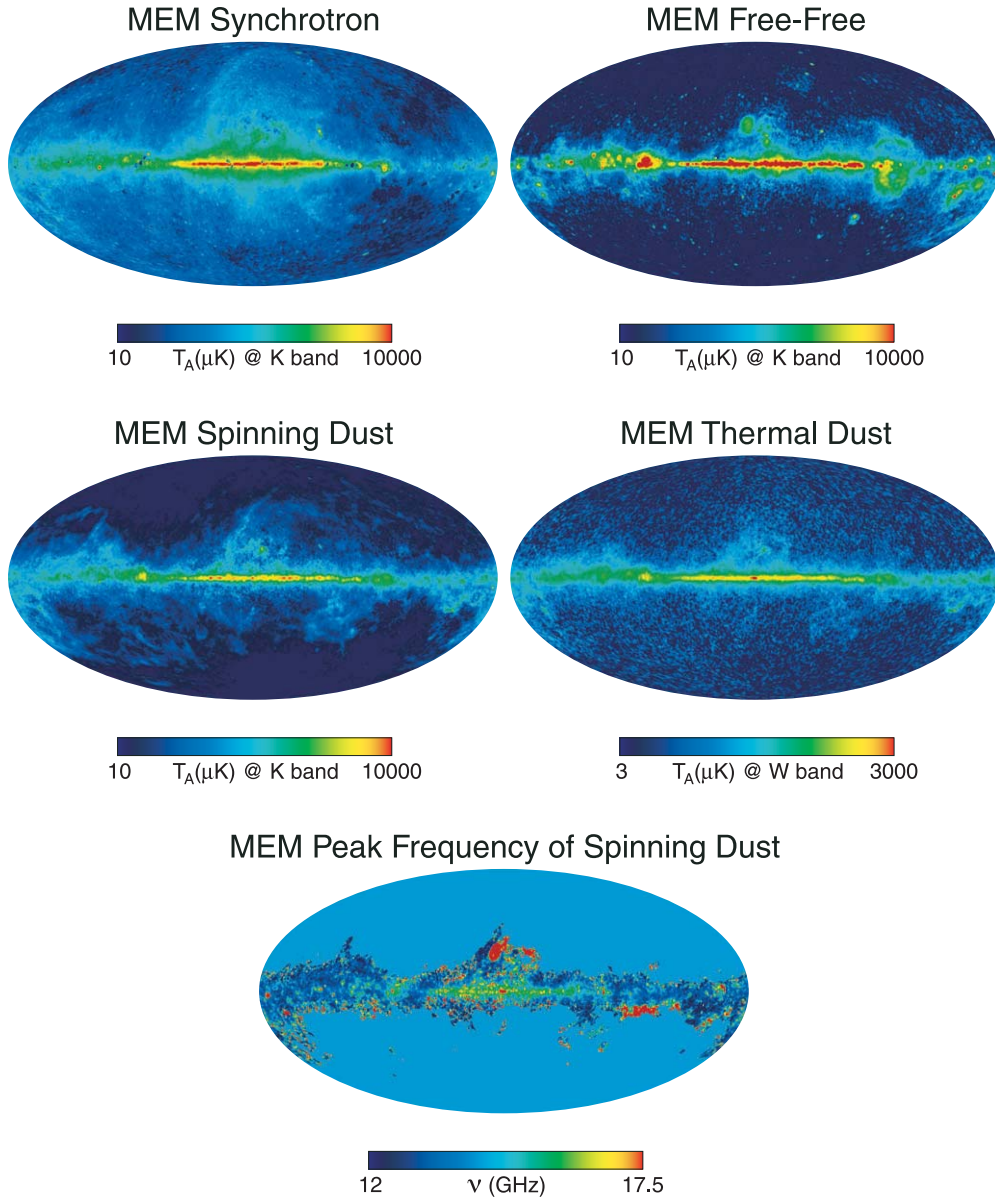 MEM Synchrotron
MEM Free-Free
10 T_A(μK) @ K band 10000
10 T_A(μK) @ K band 10000
MEM Spinning Dust
MEM Thermal Dust
10 T_A(μK) @ K band 10000
3 T_A(μK) @ W band 3000
MEM Peak Frequency of Spinning Dust
12 ν (GHz) 17.5